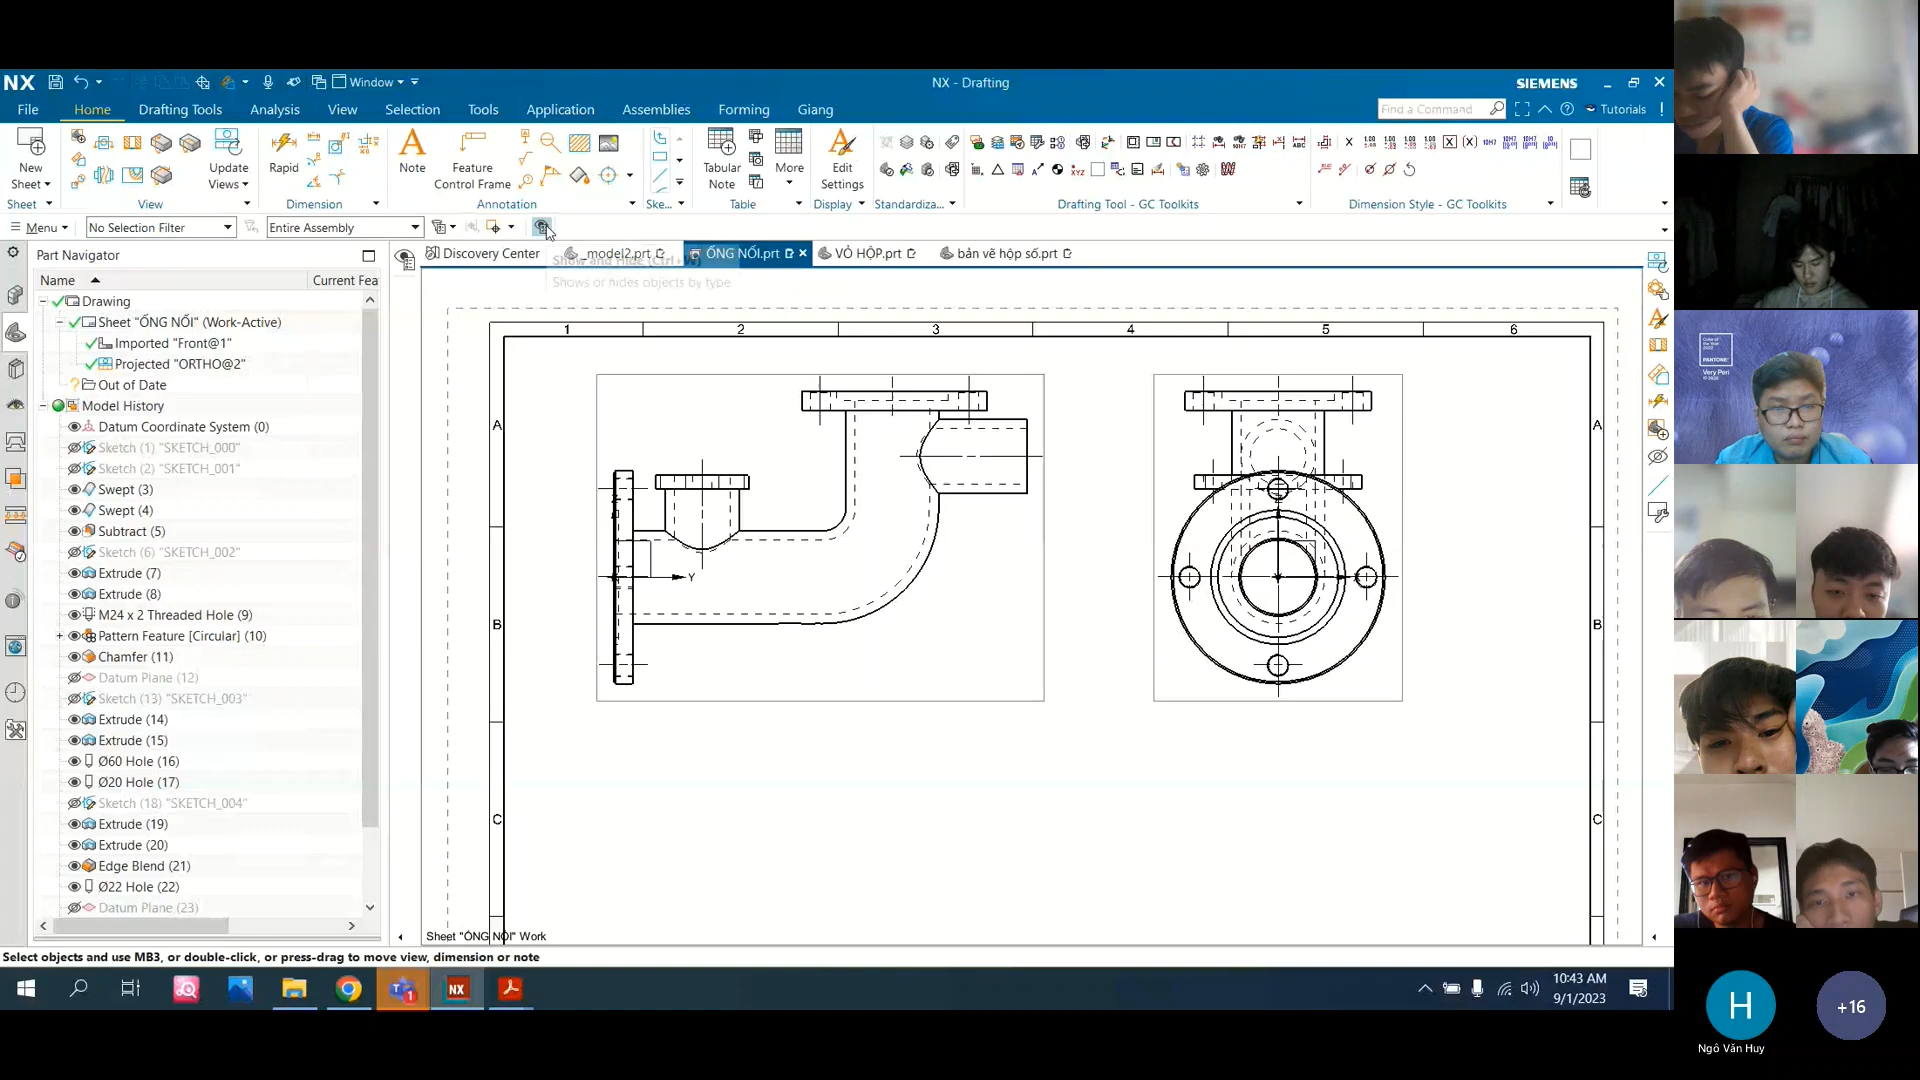 NX
Window
NX - Drafting
SIEMENS
File
Home
Drafting Tools
Analysis
View
Selection
Tools
Application
Assemblies
Forming
Giang
Find a Command
Tutorials
New
Sheet
Update
Views
Rapid
Note
Feature
Control Frame
Tabular
Note
More
Edit
Settings
Sheet
View
Dimension
Annotation
Ske...
Table
Display
Standardiza...
Drafting Tool - GC Toolkits
Dimension Style - GC Toolkits
Menu
No Selection Filter
Entire Assembly
Part Navigator
Discovery Center
_model2.prt
ỐNG NỐI.prt
VỎ HỘP.prt
bản vẽ hộp số.prt
Show and Hide (Ctrl+W)
Shows or hides objects by type
Name
Current Fea
Drawing
Sheet "ỐNG NỐI" (Work-Active)
Imported "Front@1"
Projected "ORTHO@2"
Out of Date
Model History
Datum Coordinate System (0)
Sketch (1) "SKETCH_000"
Sketch (2) "SKETCH_001"
Swept (3)
Swept (4)
Subtract (5)
Sketch (6) "SKETCH_002"
Extrude (7)
Extrude (8)
M24 x 2 Threaded Hole (9)
Pattern Feature [Circular] (10)
Chamfer (11)
Datum Plane (12)
Sketch (13) "SKETCH_003"
Extrude (14)
Extrude (15)
Ø60 Hole (16)
Ø20 Hole (17)
Sketch (18) "SKETCH_004"
Extrude (19)
Extrude (20)
Edge Blend (21)
Ø22 Hole (22)
Datum Plane (23)
1 2 3 4 5 6
A A
Y
B B
C C
Sheet "ỐNG NỐI" Work
Select objects and use MB3, or double-click, or press-drag to move view, dimension or note
10:43 AM
9/1/2023
PANTONE
Very Peri
H
+16
Ngô Văn Huy